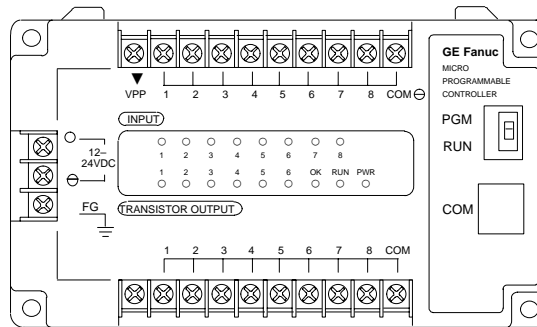 GE Fanuc
MICRO
PROGRAMMABLE
CONTROLLER
VPP 1 2 3 4 5 6 7 8 COM
INPUT
PGM
RUN
12–
24VDC
1 2 3 4 5 6 7 8
1 2 3 4 5 6 OK RUN PWR
FG
TRANSISTOR OUTPUT
COM
1 2 3 4 5 6 7 8 COM